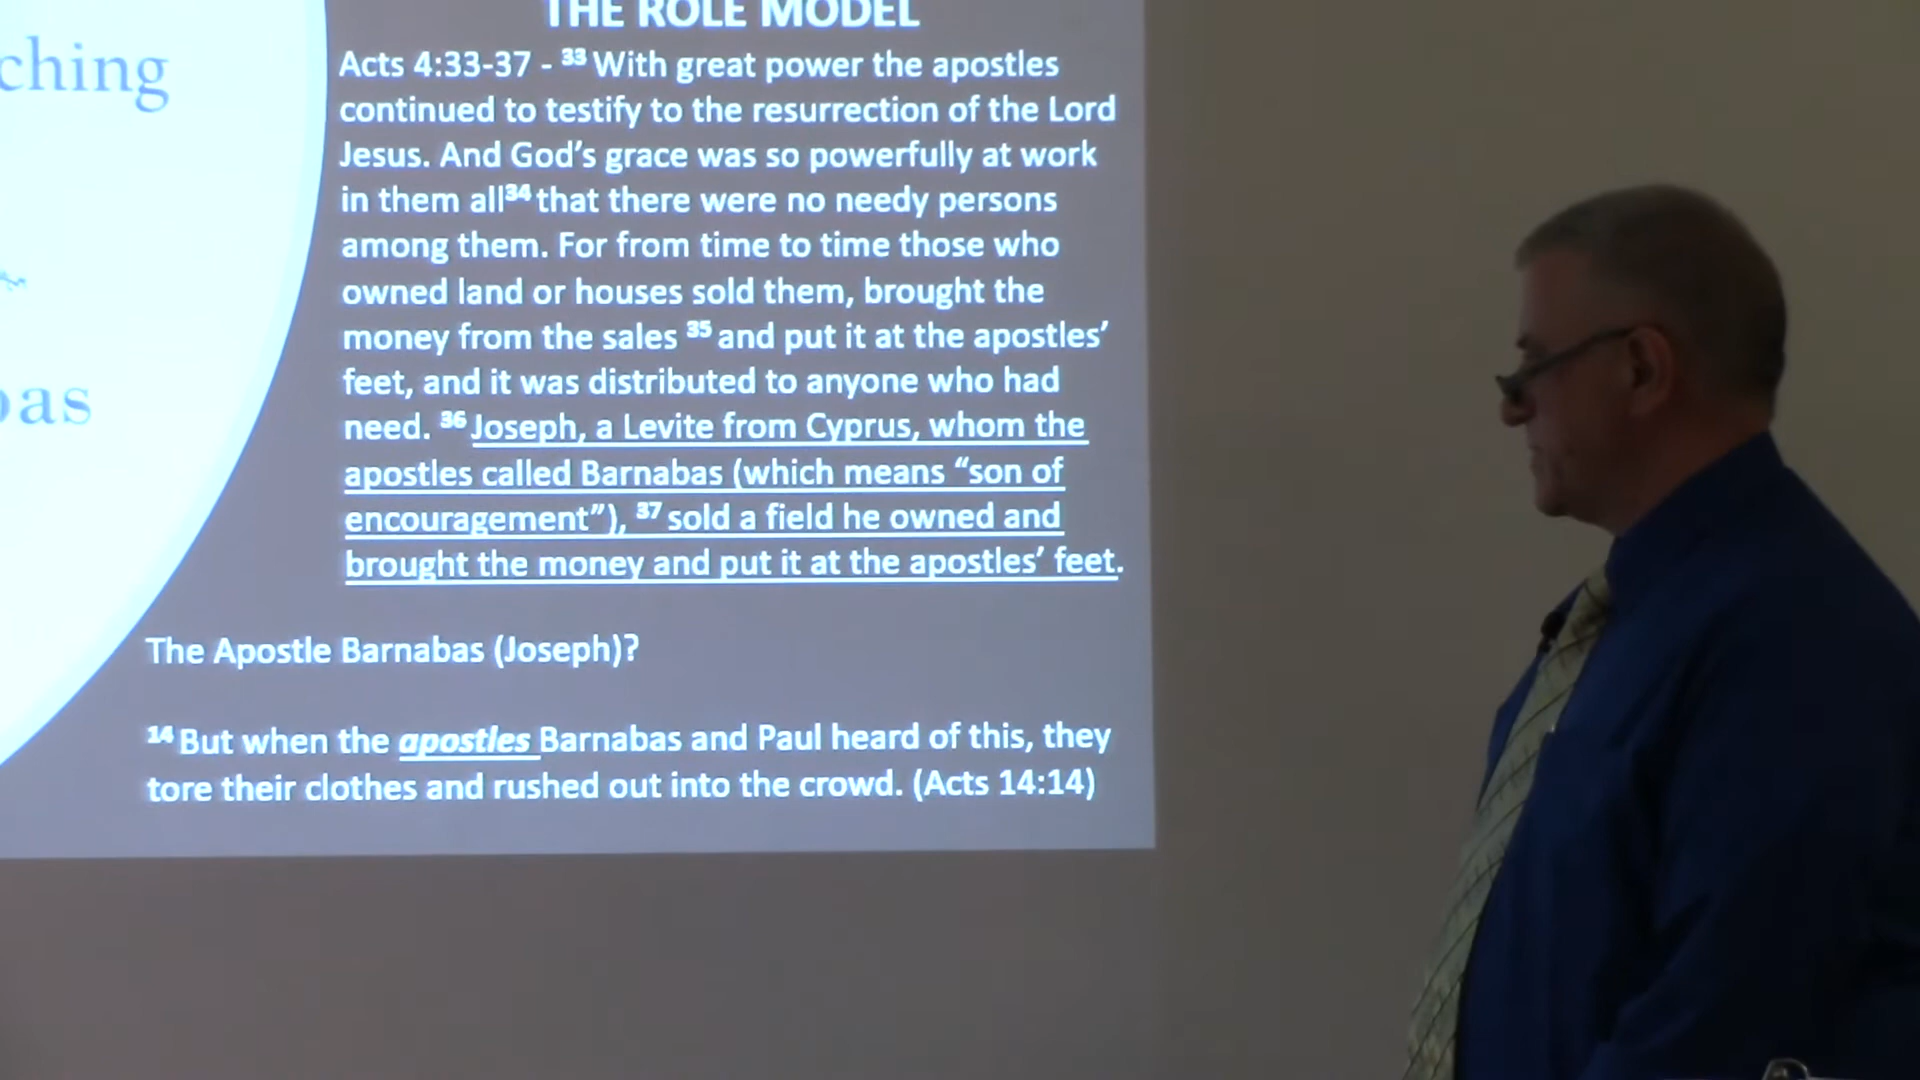 ching
bas
THE ROLE MODEL
Acts 4:33-37 - ³³ With great power the apostles
continued to testify to the resurrection of the Lord
Jesus. And God’s grace was so powerfully at work
in them all³⁴ that there were no needy persons
among them. For from time to time those who
owned land or houses sold them, brought the
money from the sales ³⁵ and put it at the apostles’
feet, and it was distributed to anyone who had
need. ³⁶ Joseph, a Levite from Cyprus, whom the
apostles called Barnabas (which means “son of
encouragement”), ³⁷ sold a field he owned and
brought the money and put it at the apostles’ feet.
The Apostle Barnabas (Joseph)?
¹⁴ But when the apostles Barnabas and Paul heard of this, they
tore their clothes and rushed out into the crowd. (Acts 14:14)